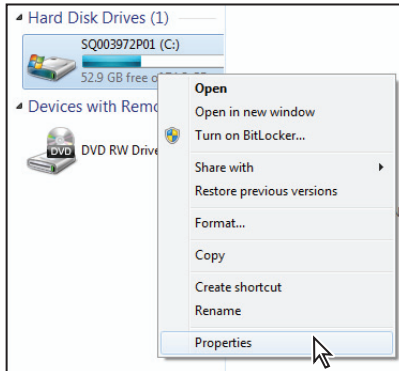 Hard Disk Drives (1)
SQ003972P01 (C:)
52.9 GB free o
Devices with Remo
DVD RW Drive
DVD
Open
Open in new window
Turn on BitLocker...
Share with
Restore previous versions
Format...
Copy
Create shortcut
Rename
Properties